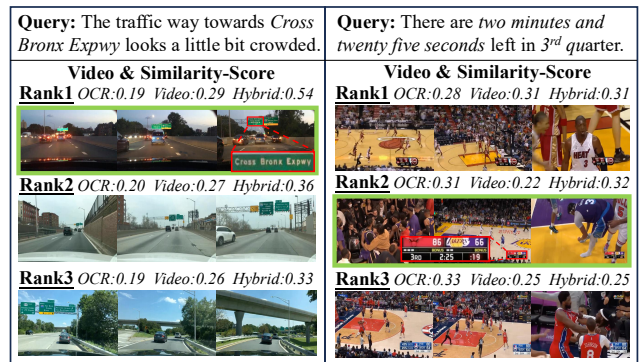 Query: The traffic way towards Cross
Bronx Expwy looks a little bit crowded.
Video & Similarity-Score
Rank1 OCR:0.19 Video:0.29 Hybrid:0.54
Cross Bronx Expwy
Rank2 OCR:0.20 Video:0.27 Hybrid:0.36
Rank3 OCR:0.19 Video:0.26 Hybrid:0.33
Query: There are two minutes and
twenty five seconds left in 3rd quarter.
Video & Similarity-Score
Rank1 OCR:0.28 Video:0.31 Hybrid:0.31
HEAT
3
Rank2 OCR:0.31 Video:0.22 Hybrid:0.32
86 LAKERS 66
BONUS BONUS
3RD 2:25 :19
Rank3 OCR:0.33 Video:0.25 Hybrid:0.25